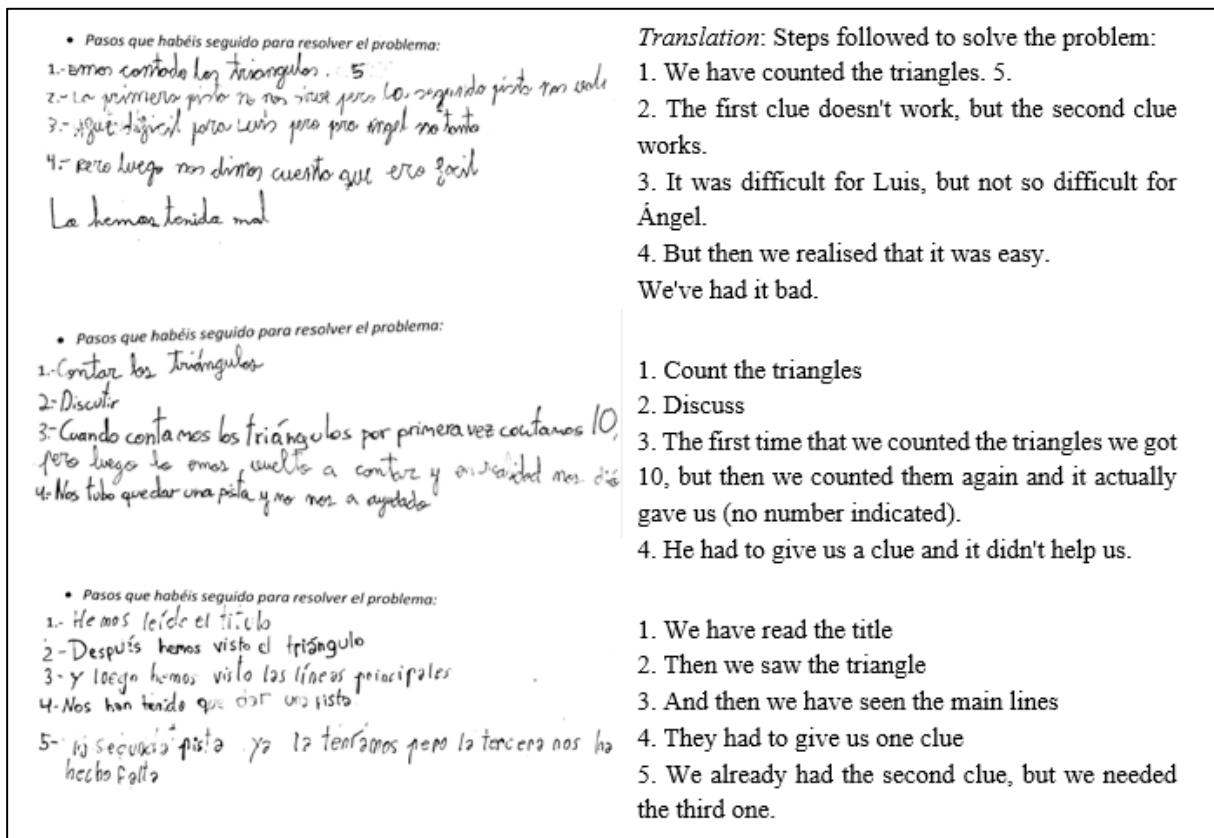 • Pasos que habéis seguido para resolver el problema:
1.- emos contado los triangulos. 5
2.- La primera pista no nos sirve pero la segundo pista nos vale
3.- difícil para Luis pero pra ángel no tanto
4.- Pero luego nos dimos cuenta que era facil
La hemos tenida mal
• Pasos que habéis seguido para resolver el problema:
1.- Contar los Triángulos
2- Discutir
3.- Cuando contamos los triángulos por primera vez contamos 10,
pero luego lo emos vuelto a contar y en realidad nos dió
4.- Nos tubo que dar una pista y no nos a ayudado
• Pasos que habéis seguido para resolver el problema:
1.- Hemos leído el titulo
2 - Después hemos visto el triángulo
3 - Y luego hemos visto las líneas principales
4 - Nos han tenido que dar una pista
5 - la segunda pista ya la teníamos pero la tercera nos ha
hecho falta
Translation: Steps followed to solve the problem:
1. We have counted the triangles. 5.
2. The first clue doesn't work, but the second clue
works.
3. It was difficult for Luis, but not so difficult for
Ángel.
4. But then we realised that it was easy.
We've had it bad.
1. Count the triangles
2. Discuss
3. The first time that we counted the triangles we got
10, but then we counted them again and it actually
gave us (no number indicated).
4. He had to give us a clue and it didn't help us.
1. We have read the title
2. Then we saw the triangle
3. And then we have seen the main lines
4. They had to give us one clue
5. We already had the second clue, but we needed
the third one.